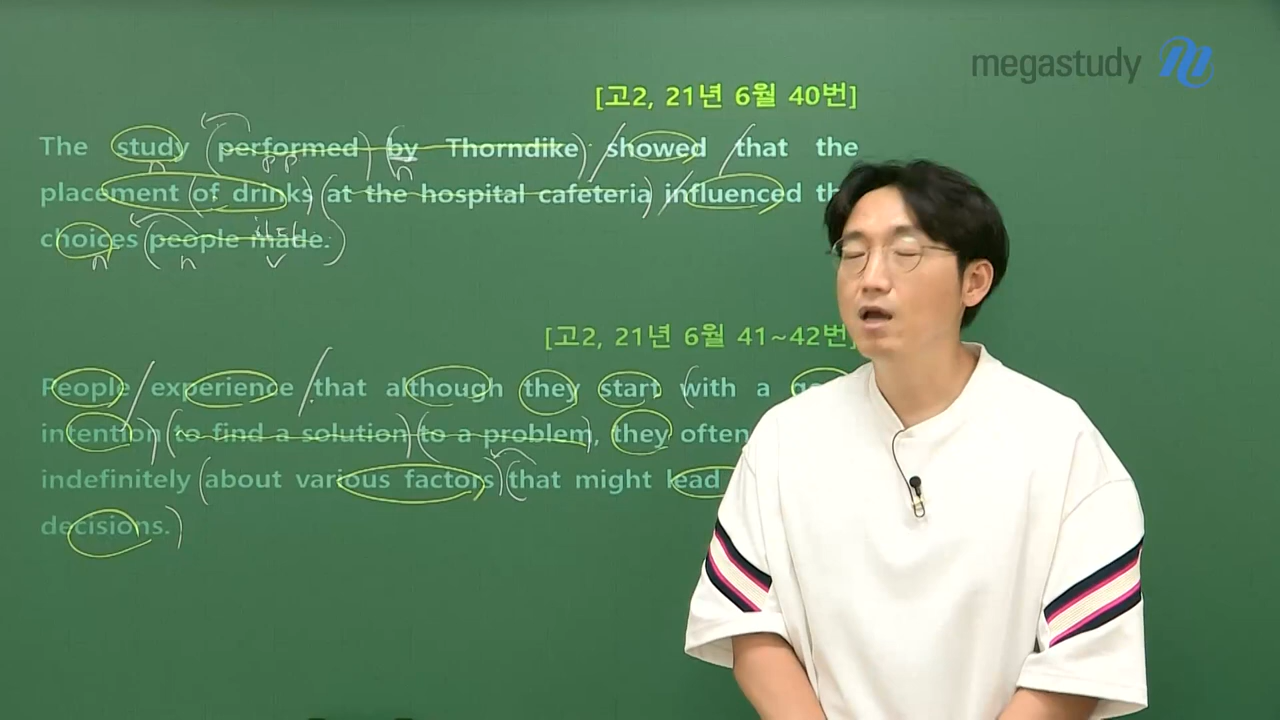 megastudy
[고2, 21년 6월 40번]
The study performed by Thorndike showed that the
p.p n
placement of drinks at the hospital cafeteria influenced
choices people made.
n n v
[고2, 21년 6월 41~42번]
People experience that although they start with a
intention to find a solution to a problem, they often
indefinitely about various factors that might lead
decisions.